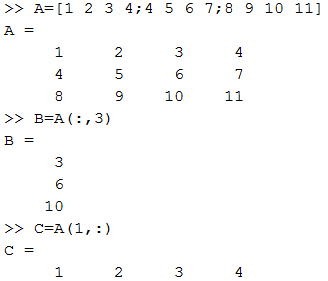 >> A=[1 2 3 4;4 5 6 7;8 9 10 11]
A =
1 2 3 4
4 5 6 7
8 9 10 11
>> B=A(:,3)
B =
3
6
10
>> C=A(1,:)
C =
1 2 3 4